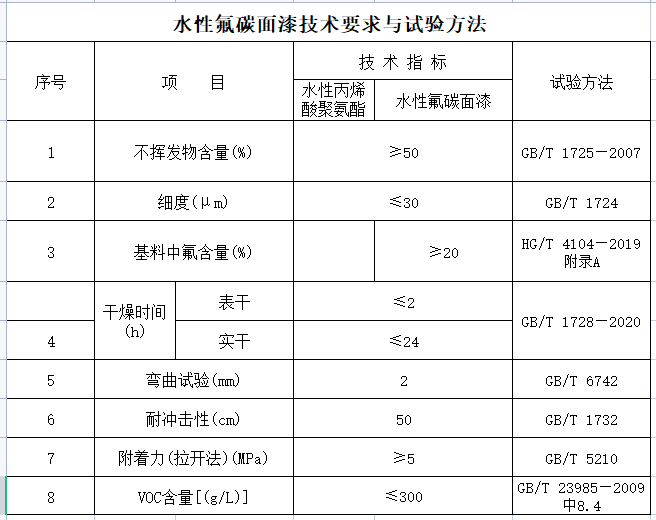 水性氟碳面漆技术要求与试验方法
序号 项 目 技 术 指 标 试验方法
水性丙烯
酸聚氨酯 水性氟碳面漆
1 不挥发物含量(%) ≥50 GB/T 1725—2007
2 细度(μm) ≤30 GB/T 1724
3 基料中氟含量(%) ≥20 HG/T 4104—2019
附录A
4 干燥时间
(h) 表干 ≤2 GB/T 1728—2020
实干 ≤24
5 弯曲试验(mm) 2 GB/T 6742
6 耐冲击性(cm) 50 GB/T 1732
7 附着力(拉开法)(MPa) ≥5 GB/T 5210
8 VOC含量[(g/L)] ≤300 GB/T 23985—2009
中8.4